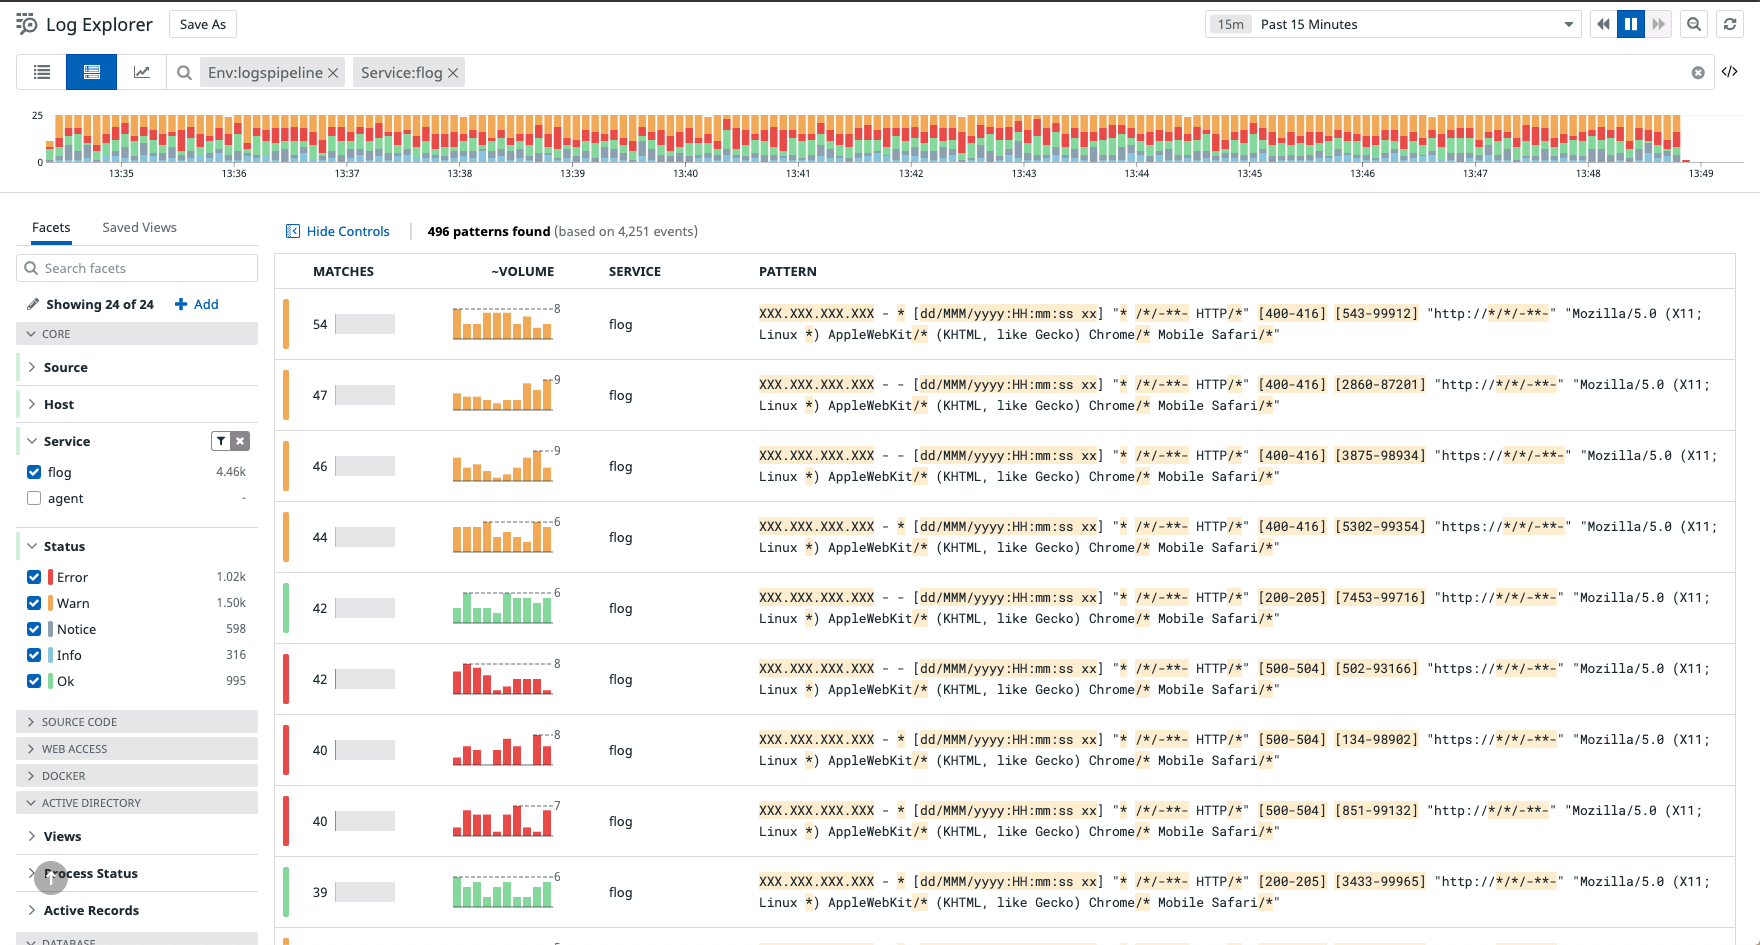 Log Explorer
Save As
15m Past 15 Minutes
Env:logspipeline
Service:flog
</>
25
0
13:35 13:36 13:37 13:38 13:39 13:40 13:41 13:42 13:43 13:44 13:45 13:46 13:47 13:48 13:49
Facets
Saved Views
Search facets
Showing 24 of 24
Add
CORE
Source
Host
Service
flog 4.46k
agent -
Status
Error 1.02k
Warn 1.50k
Notice 598
Info 316
Ok 995
SOURCE CODE
WEB ACCESS
DOCKER
ACTIVE DIRECTORY
Views
Process Status
Active Records
DATABASE
Hide Controls
496 patterns found (based on 4,251 events)
MATCHES ~VOLUME SERVICE PATTERN
54 8 flog XXX.XXX.XXX.XXX - * [dd/MMM/yyyy:HH:mm:ss xx] "* /*/-**- HTTP/*" [400-416] [543-99912] "http://*/*/-**-" "Mozilla/5.0 (X11;
Linux *) AppleWebKit/* (KHTML, like Gecko) Chrome/* Mobile Safari/*"
47 9 flog XXX.XXX.XXX.XXX - - [dd/MMM/yyyy:HH:mm:ss xx] "* /*/-**- HTTP/*" [400-416] [2860-87201] "http://*/*/-**-" "Mozilla/5.0 (X11;
Linux *) AppleWebKit/* (KHTML, like Gecko) Chrome/* Mobile Safari/*"
46 9 flog XXX.XXX.XXX.XXX - - [dd/MMM/yyyy:HH:mm:ss xx] "* /*/-**- HTTP/*" [400-416] [3875-98934] "https://*/*/-**-" "Mozilla/5.0 (X11;
Linux *) AppleWebKit/* (KHTML, like Gecko) Chrome/* Mobile Safari/*"
44 6 flog XXX.XXX.XXX.XXX - * [dd/MMM/yyyy:HH:mm:ss xx] "* /*/-**- HTTP/*" [400-416] [5302-99354] "https://*/*/-**-" "Mozilla/5.0 (X11;
Linux *) AppleWebKit/* (KHTML, like Gecko) Chrome/* Mobile Safari/*"
42 6 flog XXX.XXX.XXX.XXX - - [dd/MMM/yyyy:HH:mm:ss xx] "* /*/-**- HTTP/*" [200-205] [7453-99716] "http://*/*/-**-" "Mozilla/5.0 (X11;
Linux *) AppleWebKit/* (KHTML, like Gecko) Chrome/* Mobile Safari/*"
42 8 flog XXX.XXX.XXX.XXX - - [dd/MMM/yyyy:HH:mm:ss xx] "* /*/-**- HTTP/*" [500-504] [502-93166] "https://*/*/-**-" "Mozilla/5.0 (X11;
Linux *) AppleWebKit/* (KHTML, like Gecko) Chrome/* Mobile Safari/*"
40 8 flog XXX.XXX.XXX.XXX - * [dd/MMM/yyyy:HH:mm:ss xx] "* /*/-**- HTTP/*" [500-504] [134-98902] "https://*/*/-**-" "Mozilla/5.0 (X11;
Linux *) AppleWebKit/* (KHTML, like Gecko) Chrome/* Mobile Safari/*"
40 7 flog XXX.XXX.XXX.XXX - * [dd/MMM/yyyy:HH:mm:ss xx] "* /*/-**- HTTP/*" [500-504] [851-99132] "http://*/*/-**-" "Mozilla/5.0 (X11;
Linux *) AppleWebKit/* (KHTML, like Gecko) Chrome/* Mobile Safari/*"
39 6 flog XXX.XXX.XXX.XXX - * [dd/MMM/yyyy:HH:mm:ss xx] "* /*/-**- HTTP/*" [200-205] [3433-99965] "http://*/*/-**-" "Mozilla/5.0 (X11;
Linux *) AppleWebKit/* (KHTML, like Gecko) Chrome/* Mobile Safari/*"